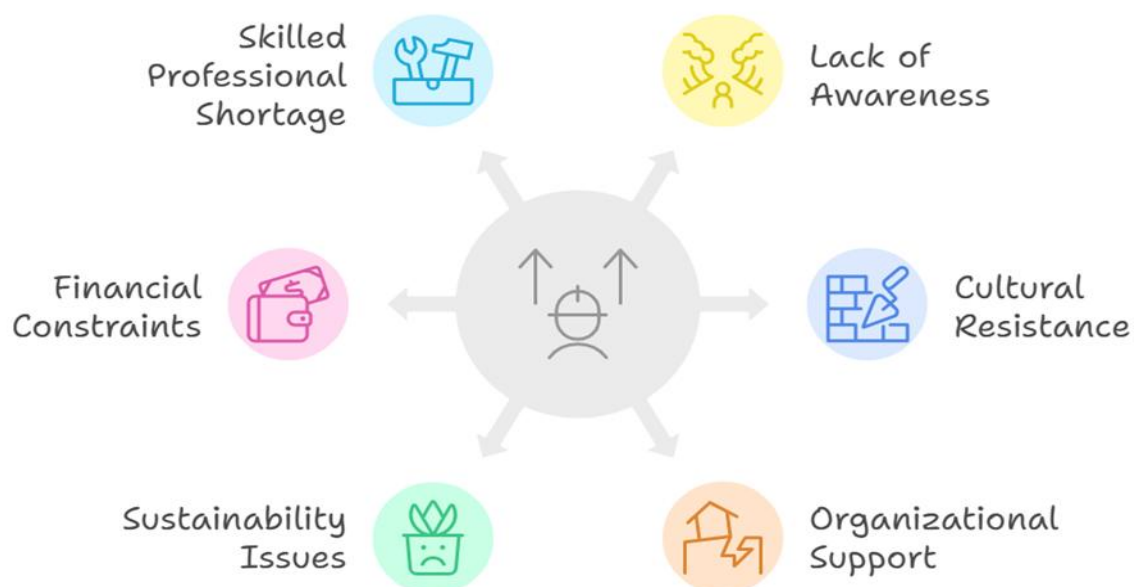 Skilled
Professional
Shortage
Lack of
Awareness
Financial
Constraints
Cultural
Resistance
Sustainability
Issues
Organizational
Support